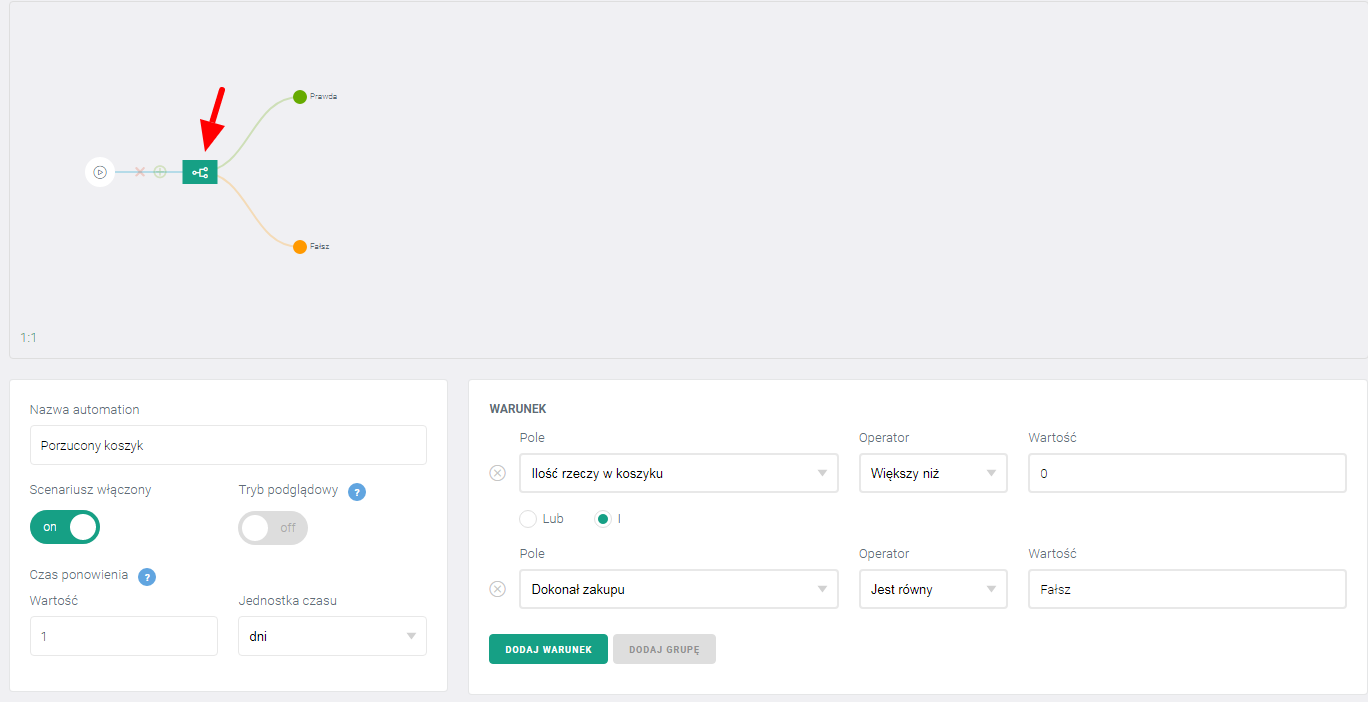 Prawda
Fałsz
1:1
Nazwa automation
Porzucony koszyk
Scenariusz włączony
Tryb podglądowy ?
on
off
Czas ponowienia ?
Wartość
Jednostka czasu
1
dni
WARUNEK
Pole
Operator
Wartość
Ilość rzeczy w koszyku
Większy niż
0
Lub
I
Pole
Operator
Wartość
Dokonał zakupu
Jest równy
Fałsz
DODAJ WARUNEK
DODAJ GRUPĘ